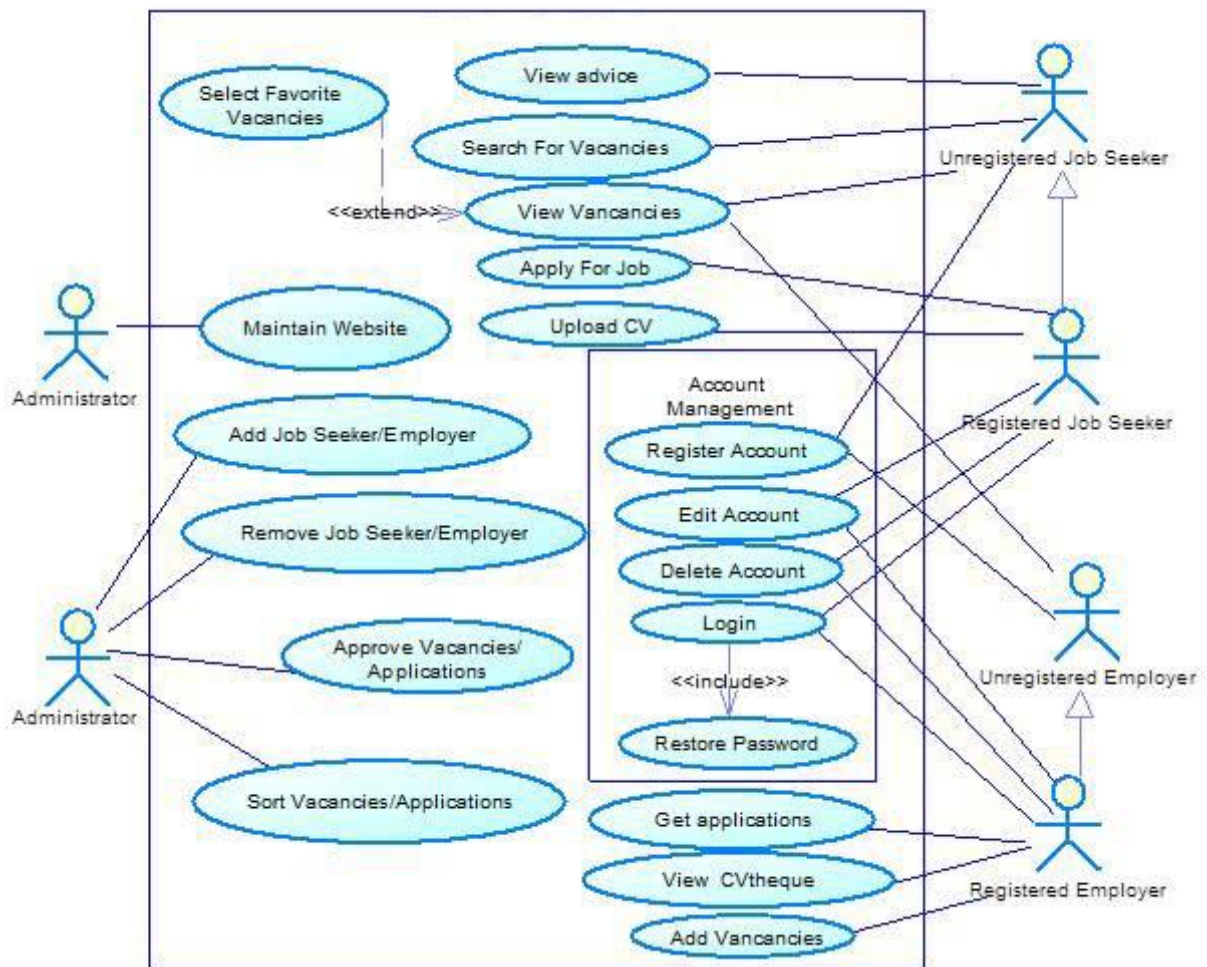 View advice
Select Favorite
Vacancies
Search For Vacancies
Unregistered Job Seeker
<<extend>>
View Vancancies
Apply For Job
Maintain Website
Upload CV
Administrator
Account
Management
Registered Job Seeker
Add Job Seeker/Employer
Register Account
Edit Account
Remove Job Seeker/Employer
Delete Account
Login
Approve Vacancies/
Applications
<<include>>
Unregistered Employer
Administrator
Restore Password
Sort Vacancies/Applications
Get applications
View CVtheque
Registered Employer
Add Vancancies